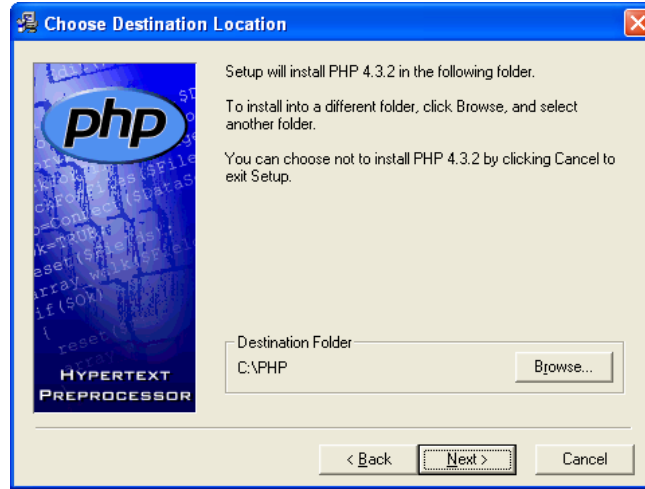 Choose Destination Location
php
HYPERTEXT
PREPROCESSOR
Setup will install PHP 4.3.2 in the following folder.
To install into a different folder, click Browse, and select
another folder.
You can choose not to install PHP 4.3.2 by clicking Cancel to
exit Setup.
Destination Folder
C:\PHP
Browse...
< Back
Next >
Cancel